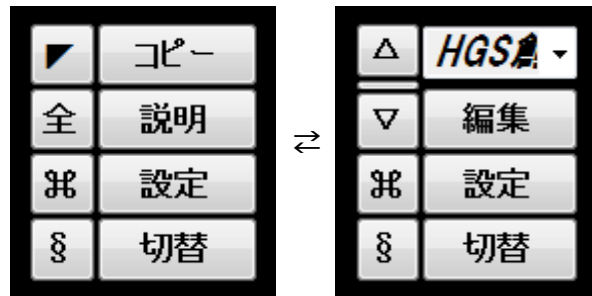 ◤ コピー
全 説明
⌘ 設定
§ 切替
⇄
△ HGS
▽ 編集
⌘ 設定
§ 切替